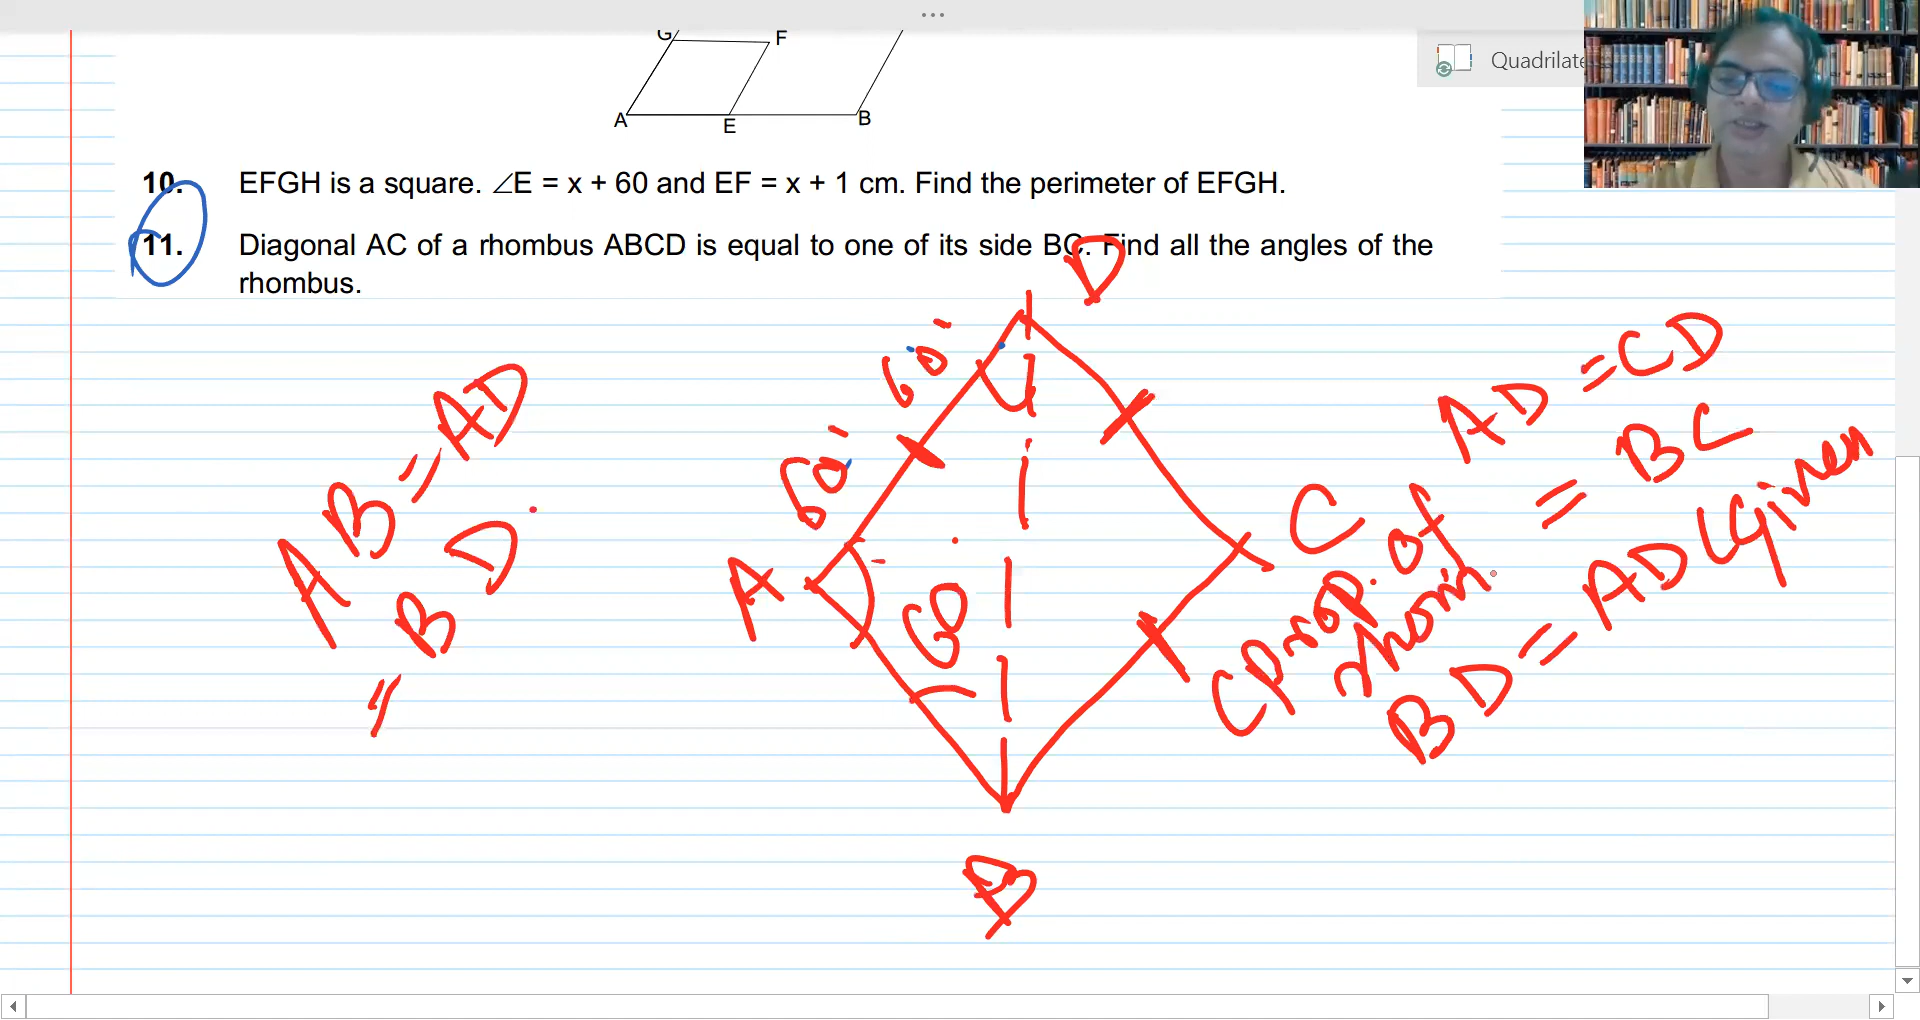 G
F
A
E
B
Quadrilate
10. EFGH is a square. ∠E = x + 60 and EF = x + 1 cm. Find the perimeter of EFGH.
11. Diagonal AC of a rhombus ABCD is equal to one of its side BC. Find all the angles of the
rhombus.
D
60°
60°
A
60
C
B
AB = AD
= BD
AD = CD
= BC
(prop. of
rhom
BD = AD (Given